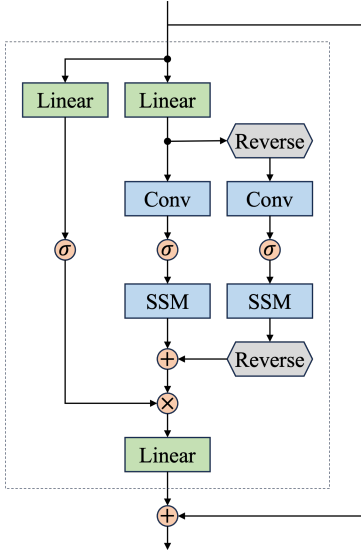 Linear Linear
Reverse
Conv Conv
σ σ σ
SSM SSM
+ Reverse
×
Linear
+